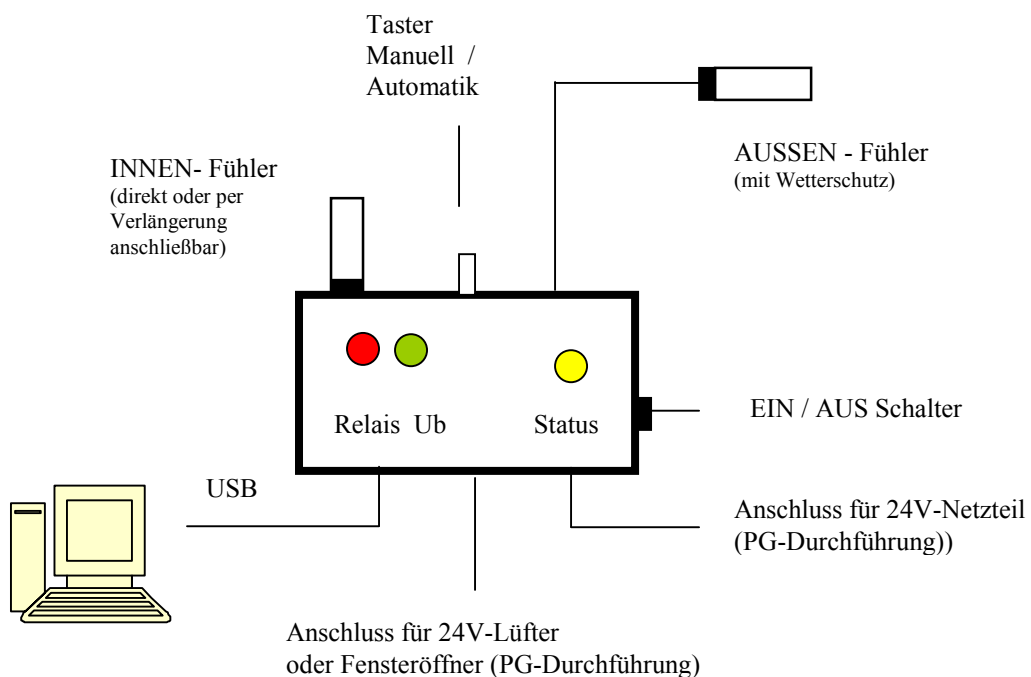 Taster
Manuell /
Automatik
INNEN- Fühler
(direkt oder per
Verlängerung
anschließbar)
AUSSEN - Fühler
(mit Wetterschutz)
Relais Ub
Status
EIN / AUS Schalter
USB
Anschluss für 24V-Netzteil
(PG-Durchführung))
Anschluss für 24V-Lüfter
oder Fensteröffner (PG-Durchführung)